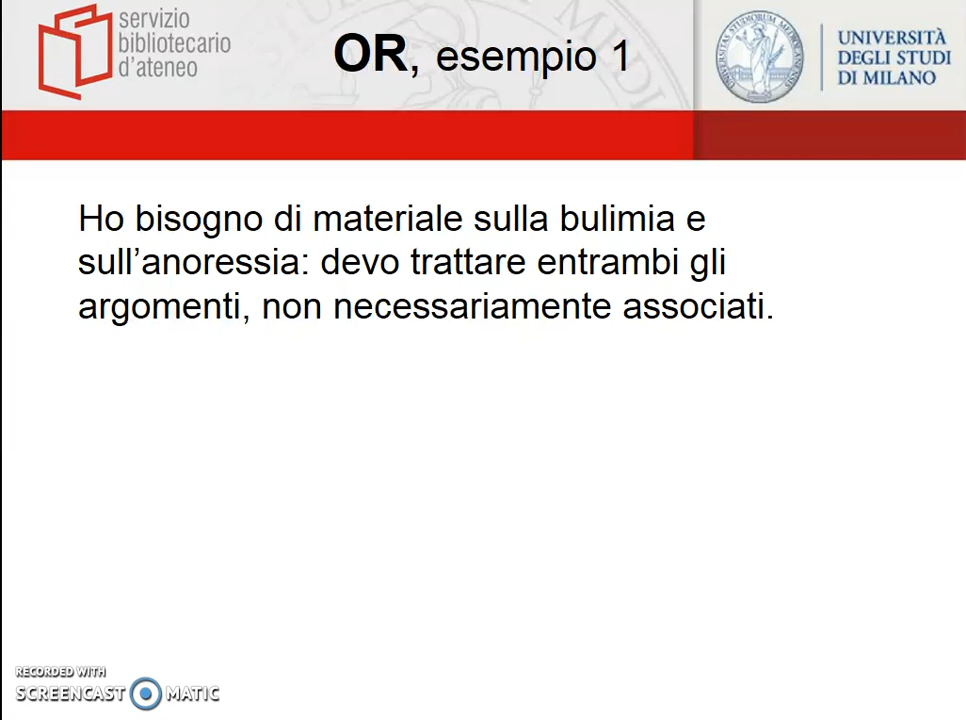 servizio
bibliotecario
d'ateneo
OR, esempio 1
UNIVERSITÀ
DEGLI STUDI
DI MILANO
Ho bisogno di materiale sulla bulimia e
sull'anoressia: devo trattare entrambi gli
argomenti, non necessariamente associati.
RECORDED WITH
SCREENCAST MATIC